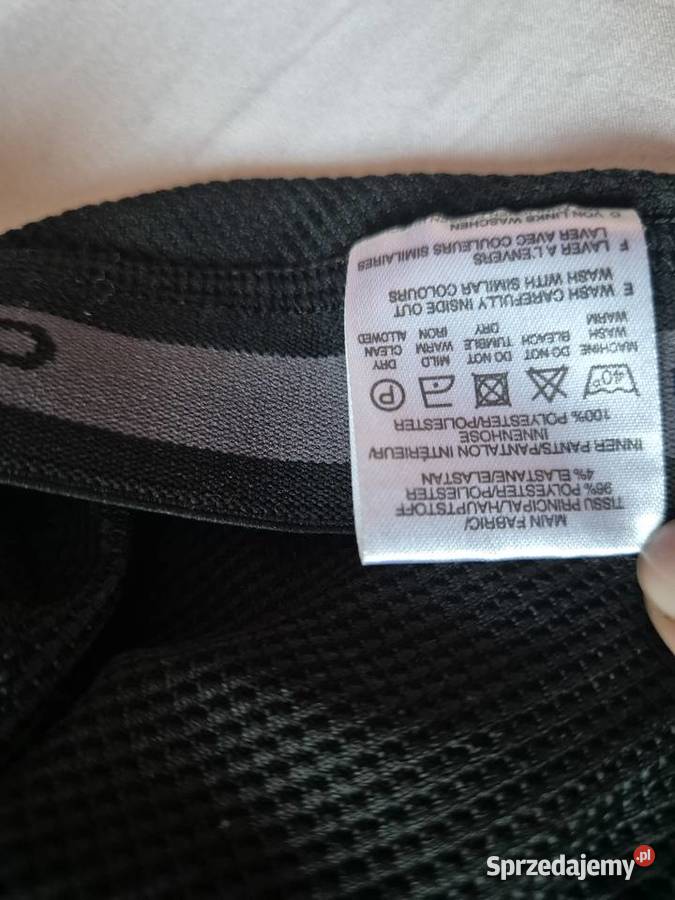 MAIN FABRIC/
TISSU PRINCIPAL/HAUPTSTOFF
96% POLYESTER/POLIESTER
4% ELASTANE/ELASTAN
INNER PANTS/PANTALON INTÉRIEUR/
INNENHOSE
100% POLYESTER/POLIESTER
40° P
MACHINE DO NOT DO NOT MILD DRY
WASH BLEACH TUMBLE WARM CLEAN
WARM DRY IRON ALLOWED
E WASH CAREFULLY INSIDE OUT
WASH WITH SIMILAR COLOURS
F LAVER A L'ENVERS
LAVER AVEC COULEURS SIMILAIRES
D VON LINKS WASCHEN
Sprzedajemy.pl